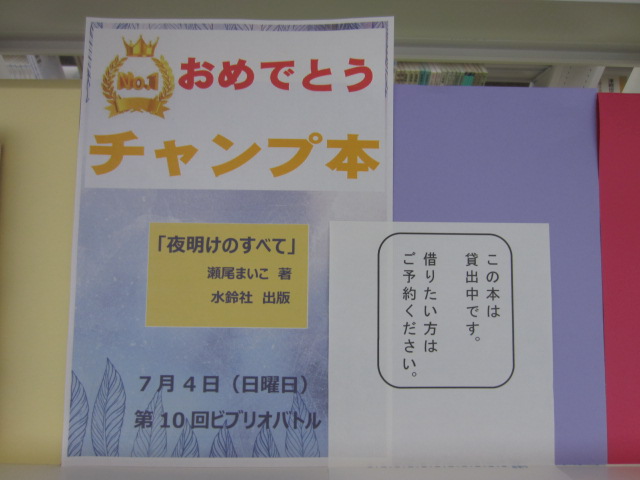 No.1
おめでとう
チャンプ本
「夜明けのすべて」
瀬尾まいこ 著
水鈴社 出版
7月4日（日曜日）
第10回ビブリオバトル
この本は
貸出中です。
借りたい方は
ご予約ください。